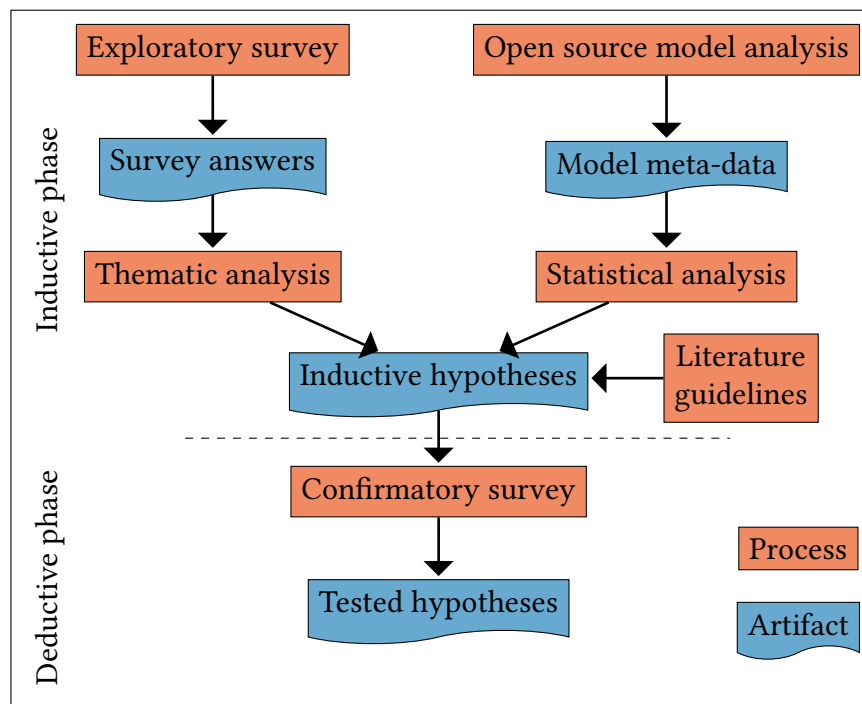 Exploratory survey
Open source model analysis
Inductive phase
Survey answers
Model meta-data
Thematic analysis
Statistical analysis
Inductive hypotheses
Literature
guidelines
Deductive phase
Confirmatory survey
Process
Tested hypotheses
Artifact